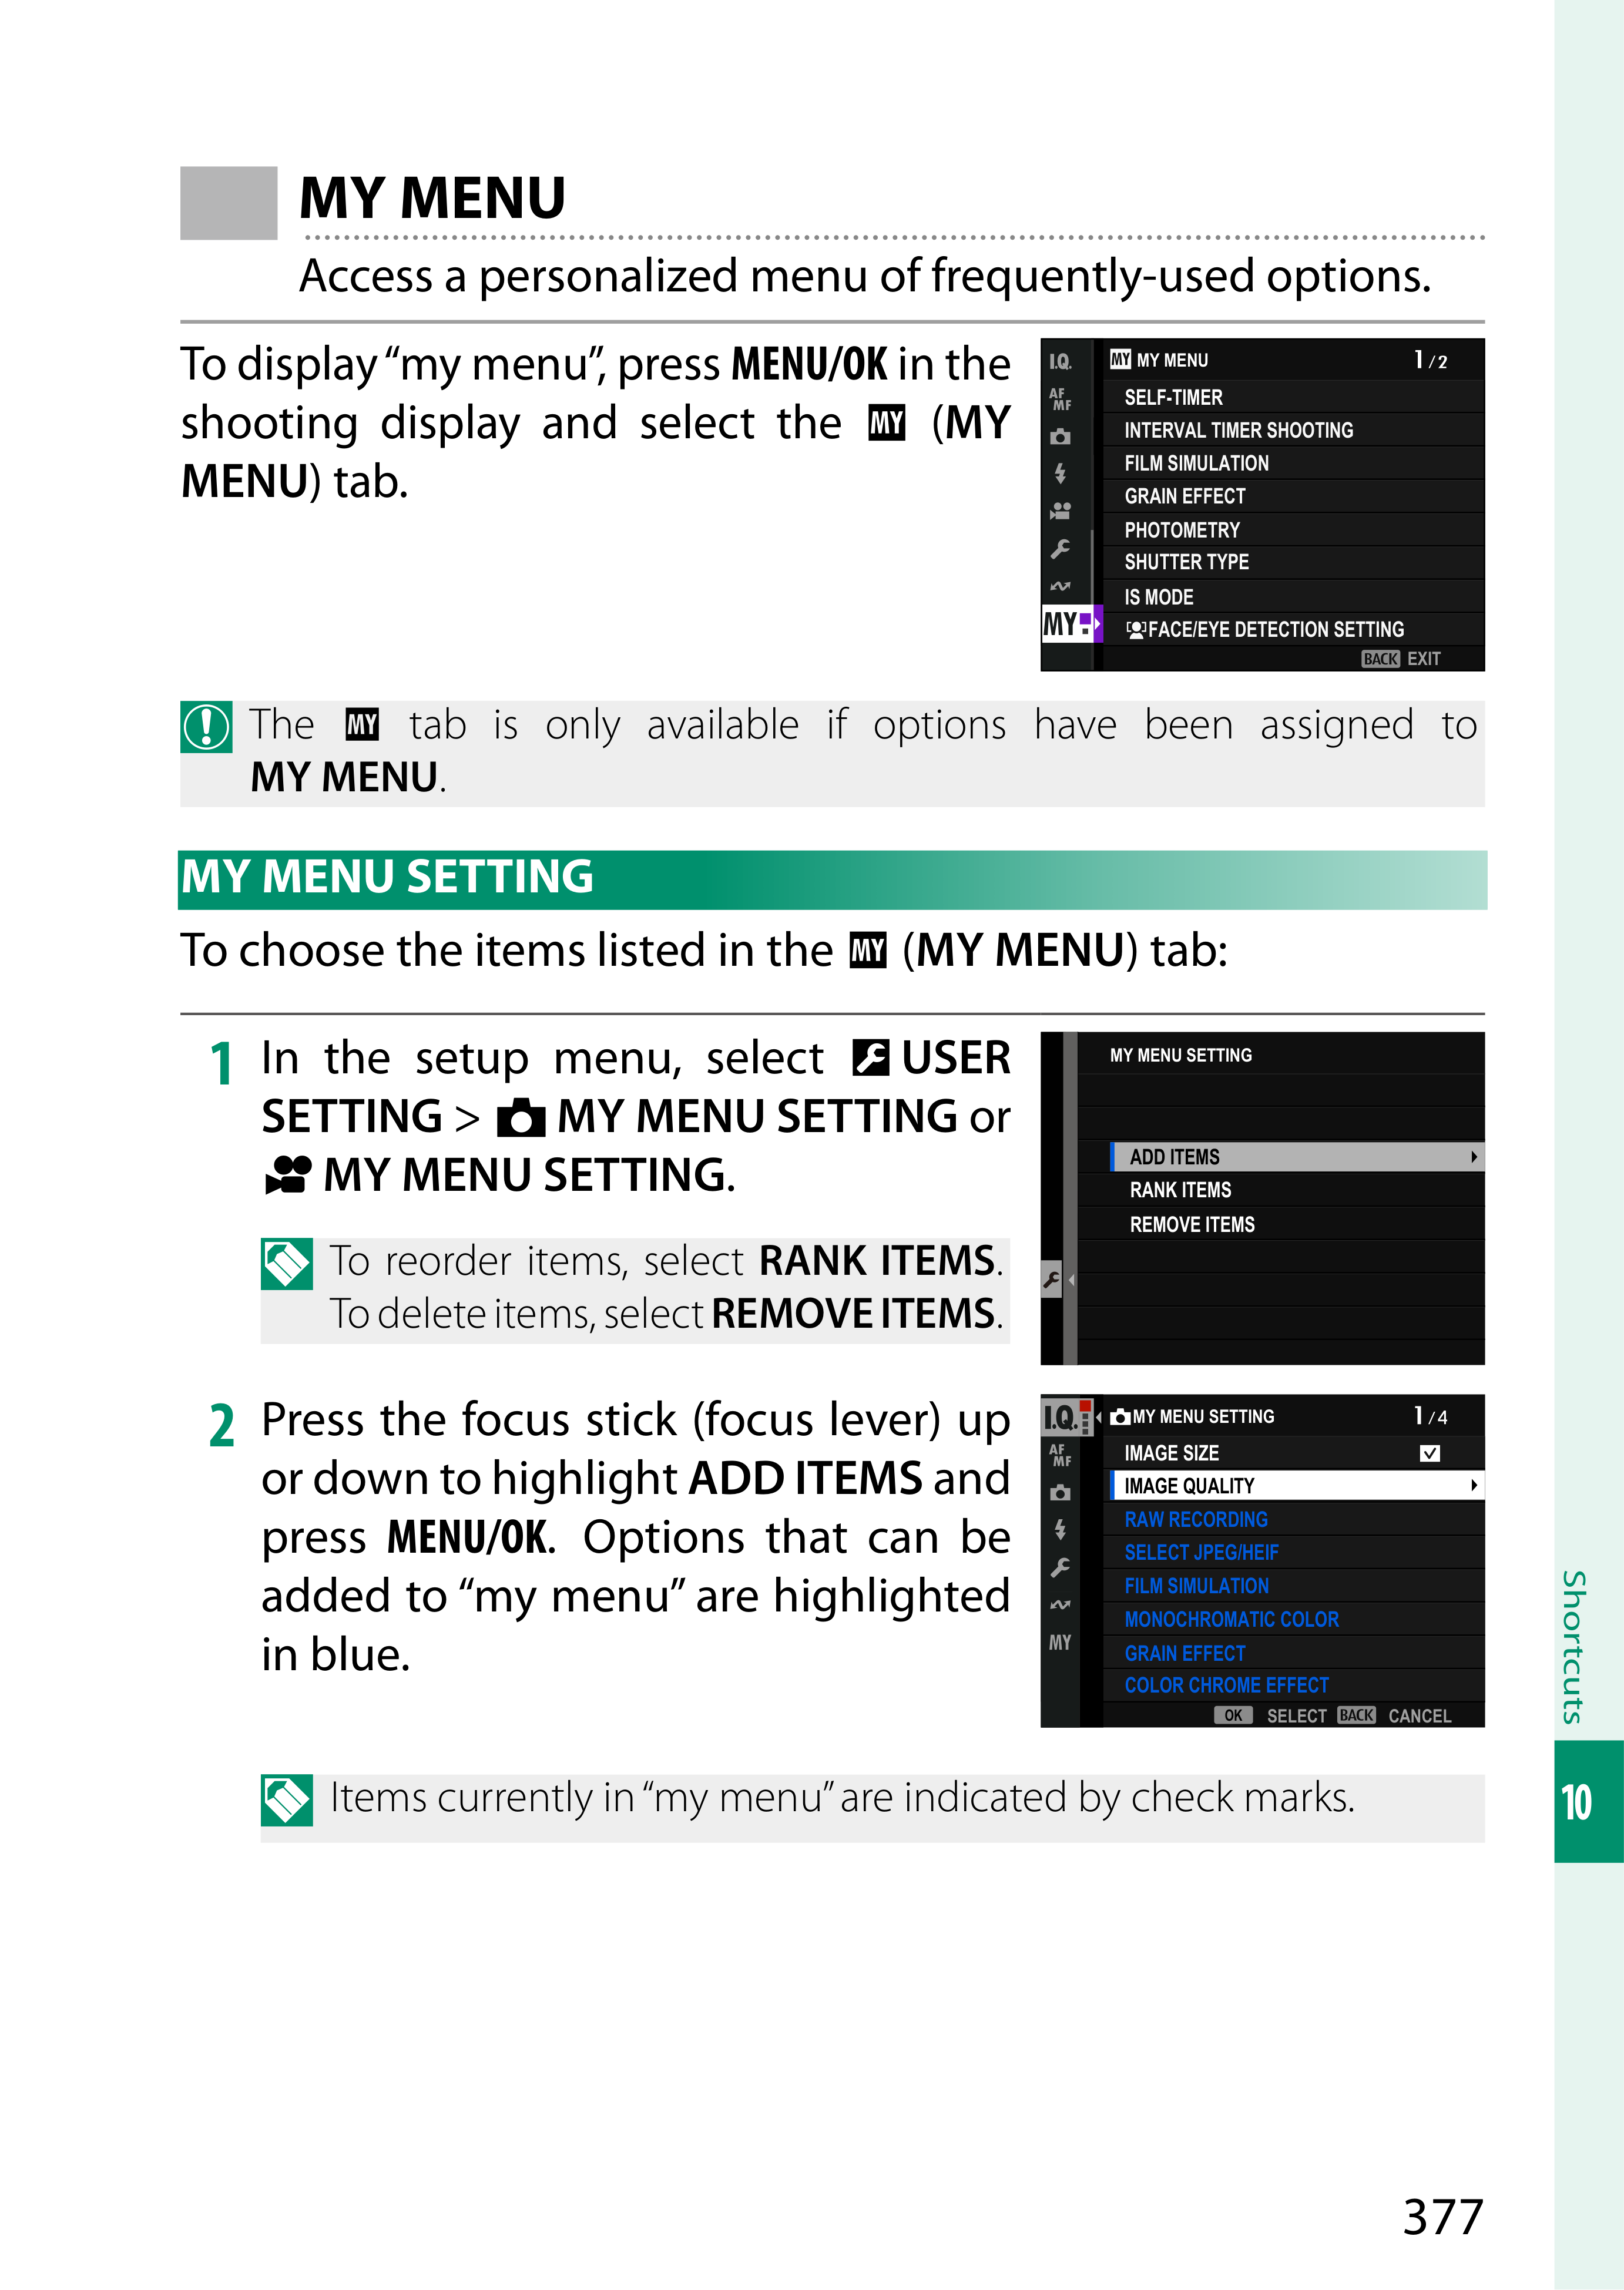 MY MENU
Access a personalized menu of frequently-used options.
To display “my menu”, press MENU/OK in the
shooting display and select the MY (MY
MENU) tab.
I.Q.
AF
MF
MY
MY MY MENU 1/2
SELF-TIMER
INTERVAL TIMER SHOOTING
FILM SIMULATION
GRAIN EFFECT
PHOTOMETRY
SHUTTER TYPE
IS MODE
FACE/EYE DETECTION SETTING
BACK EXIT
The MY tab is only available if options have been assigned to
MY MENU.
MY MENU SETTING
To choose the items listed in the MY (MY MENU) tab:
1 In the setup menu, select USER
SETTING > MY MENU SETTING or
MY MENU SETTING.
To reorder items, select RANK ITEMS.
To delete items, select REMOVE ITEMS.
MY MENU SETTING
ADD ITEMS
RANK ITEMS
REMOVE ITEMS
2 Press the focus stick (focus lever) up
or down to highlight ADD ITEMS and
press MENU/OK. Options that can be
added to “my menu” are highlighted
in blue.
I.Q.
AF
MF
MY
MY MENU SETTING 1/4
IMAGE SIZE
IMAGE QUALITY
RAW RECORDING
SELECT JPEG/HEIF
FILM SIMULATION
MONOCHROMATIC COLOR
GRAIN EFFECT
COLOR CHROME EFFECT
OK SELECT BACK CANCEL
Items currently in “my menu” are indicated by check marks.
Shortcuts
10
377